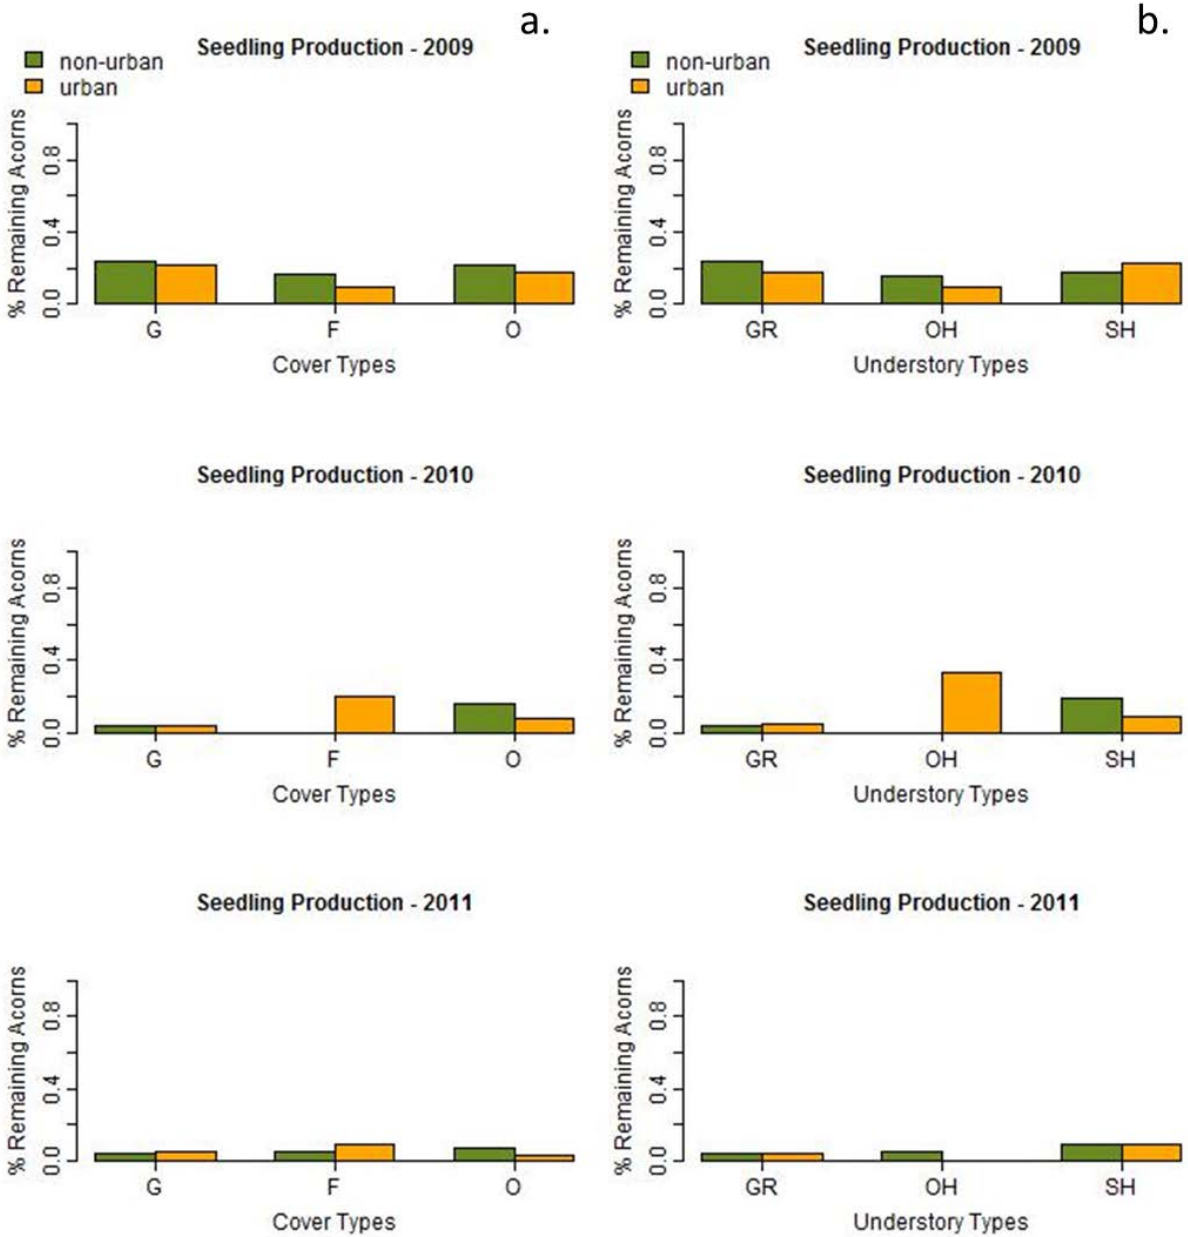 a.
Seedling Production - 2009
non-urban
urban
% Remaining Acorns
0.0 0.4 0.8
G F O
Cover Types
b.
Seedling Production - 2009
non-urban
urban
% Remaining Acorns
0.0 0.4 0.8
GR OH SH
Understory Types
Seedling Production - 2010
% Remaining Acorns
0.0 0.4 0.8
G F O
Cover Types
Seedling Production - 2010
% Remaining Acorns
0.0 0.4 0.8
GR OH SH
Understory Types
Seedling Production - 2011
% Remaining Acorns
0.0 0.4 0.8
G F O
Cover Types
Seedling Production - 2011
% Remaining Acorns
0.0 0.4 0.8
GR OH SH
Understory Types